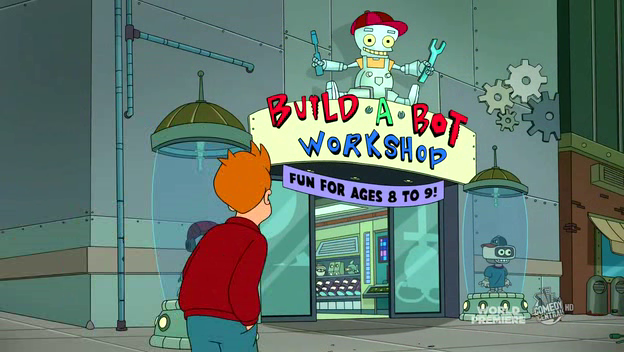 BUILD-A-BOT
WORKSHOP
FUN FOR AGES 8 TO 9!
WORLD
PREMIERE
COMEDY
CENTRAL HD